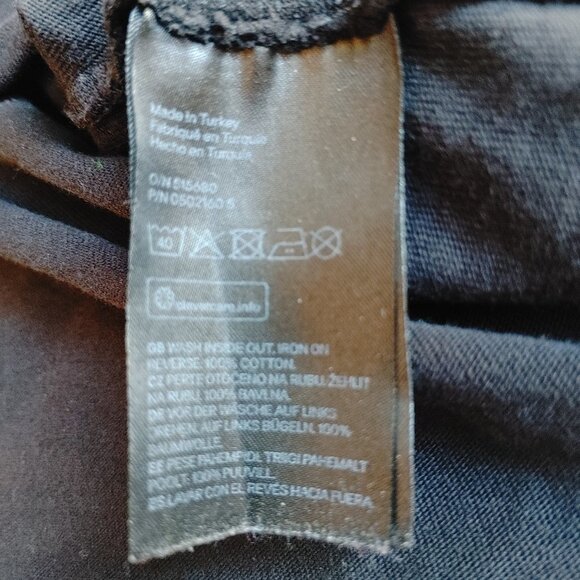 Made in Turkey
Fabriqué en Turquie
Hecho en Turquía
O/N 515680
P/N 0502160 5
40
clevercare.info
GB WASH INSIDE OUT. IRON ON
REVERSE. 100% COTTON.
CZ PERTE OTOČENO NA RUBU. ŽEHLIT
NA RUBU. 100% BAVLNA.
VOR DER WÄSCHE AUF LINKS
DREHEN. AUF LINKS BÜGELN. 100%
BAUMWOLLE.
EE PESE PAHEMPIDI. TRIIGI PAHEMALT
POOLT. 100% PUUVILL.
ES LAVAR CON EL REVÉS HACIA FUERA.